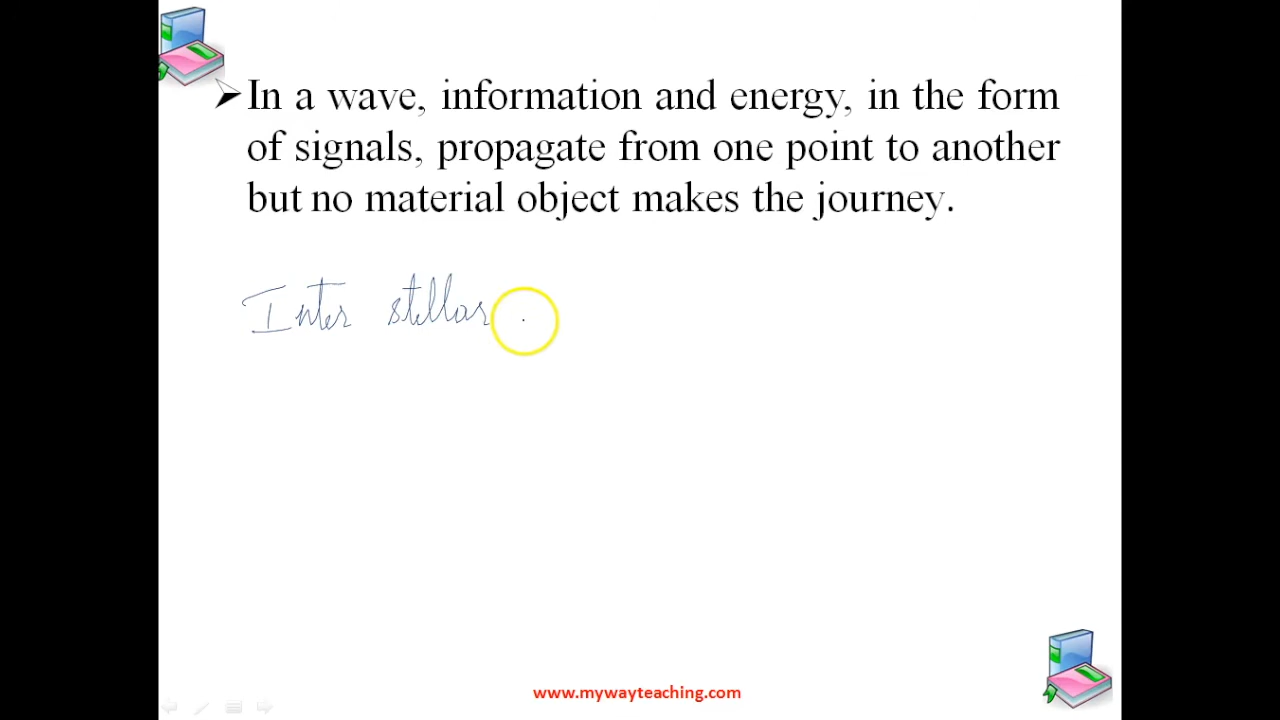 In a wave, information and energy, in the form
of signals, propagate from one point to another
but no material object makes the journey.
Inter stellar
www.mywayteaching.com